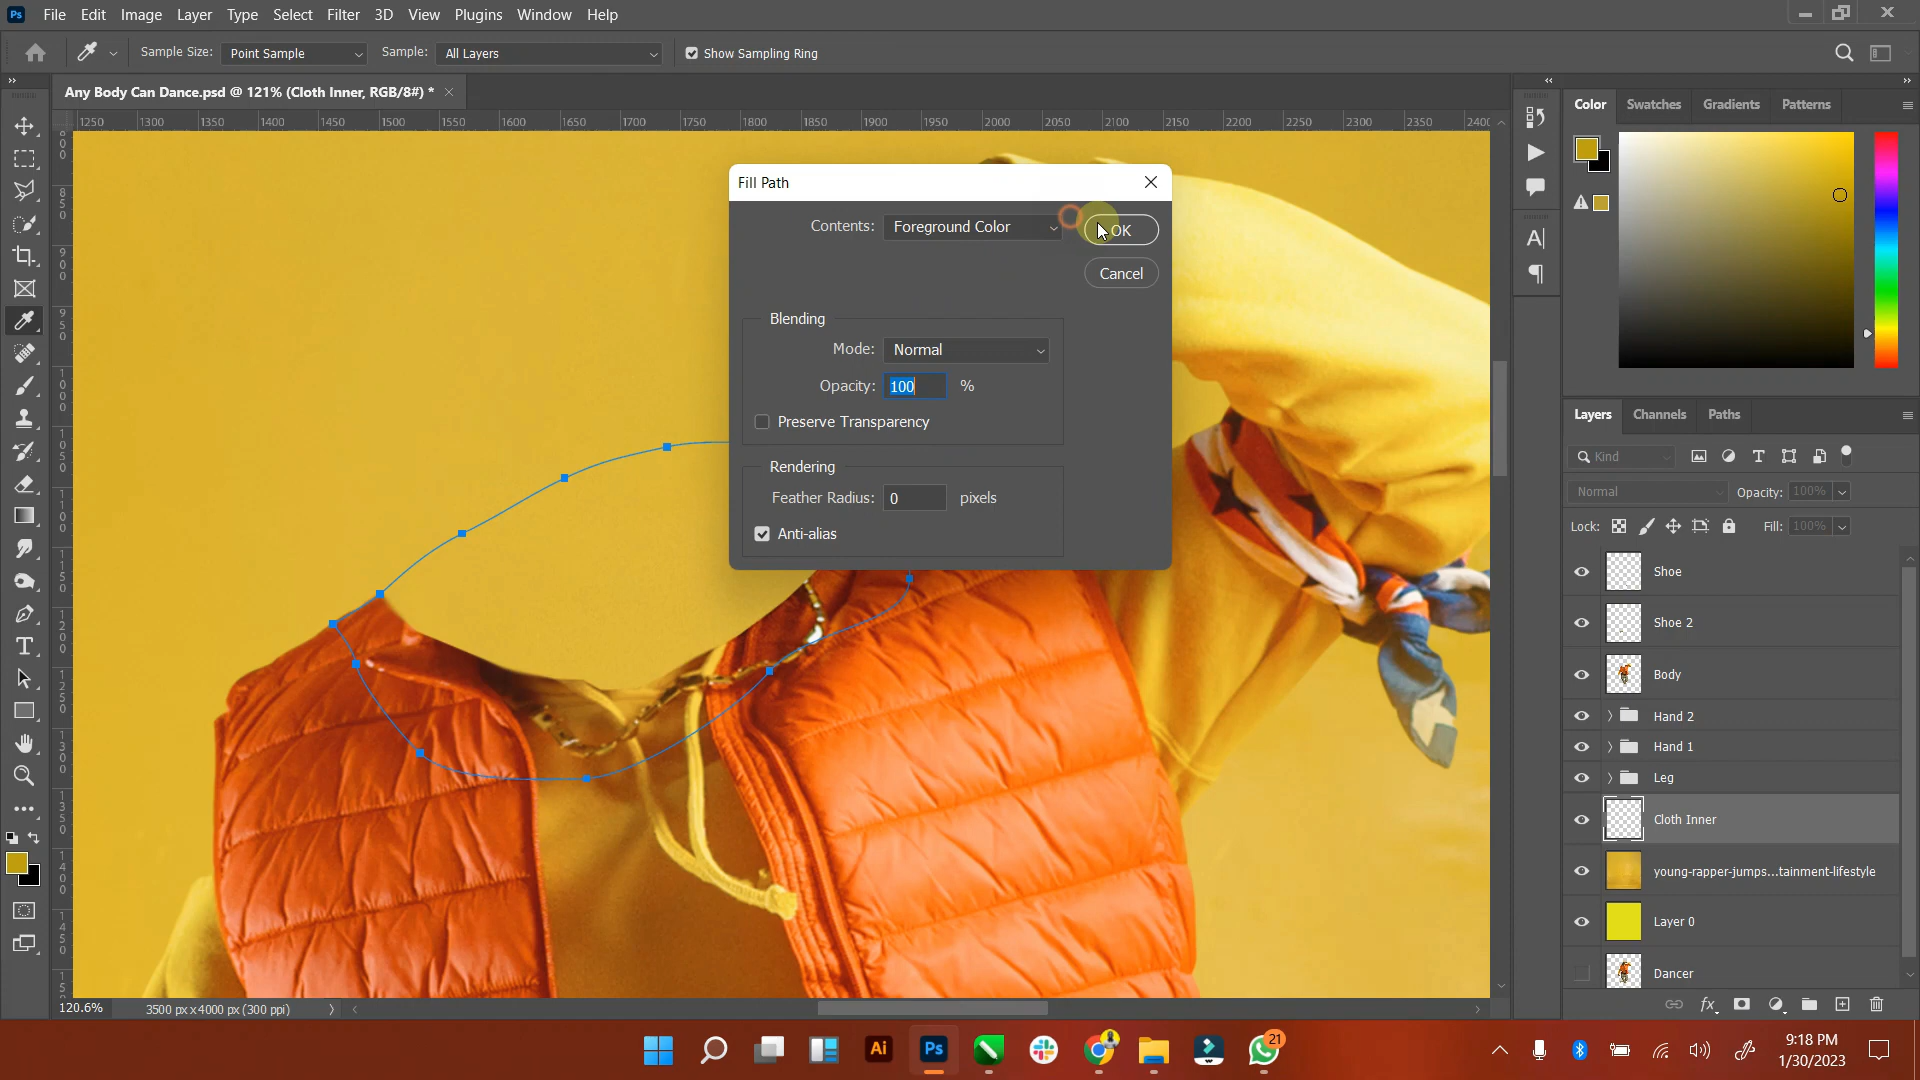 Ps File Edit Image Layer Type Select Filter 3D View Plugins Window Help
Sample Size: Point Sample Sample: All Layers Show Sampling Ring
Any Body Can Dance.psd @ 121% (Cloth Inner, RGB/8#) *
1250 1300 1350 1400 1450 1500 1550 1600 1650 1700 1750 1800 1850 1900 1950 2000 2050 2100 2150 2200 2250 2300 2350 2400
Color Swatches Gradients Patterns
Fill Path
Contents: Foreground Color OK
Cancel
Blending
Mode: Normal
Opacity: 100 %
Preserve Transparency
Rendering
Feather Radius: 0 pixels
Anti-alias
Layers Channels Paths
Kind
Normal Opacity: 100%
Lock: Fill: 100%
Shoe
Shoe 2
Body
Hand 2
Hand 1
Leg
Cloth Inner
young-rapper-jumps...tainment-lifestyle
Layer 0
Dancer
120.6% 3500 px x 4000 px (300 ppi)
Ai Ps 21
9:18 PM
1/30/2023